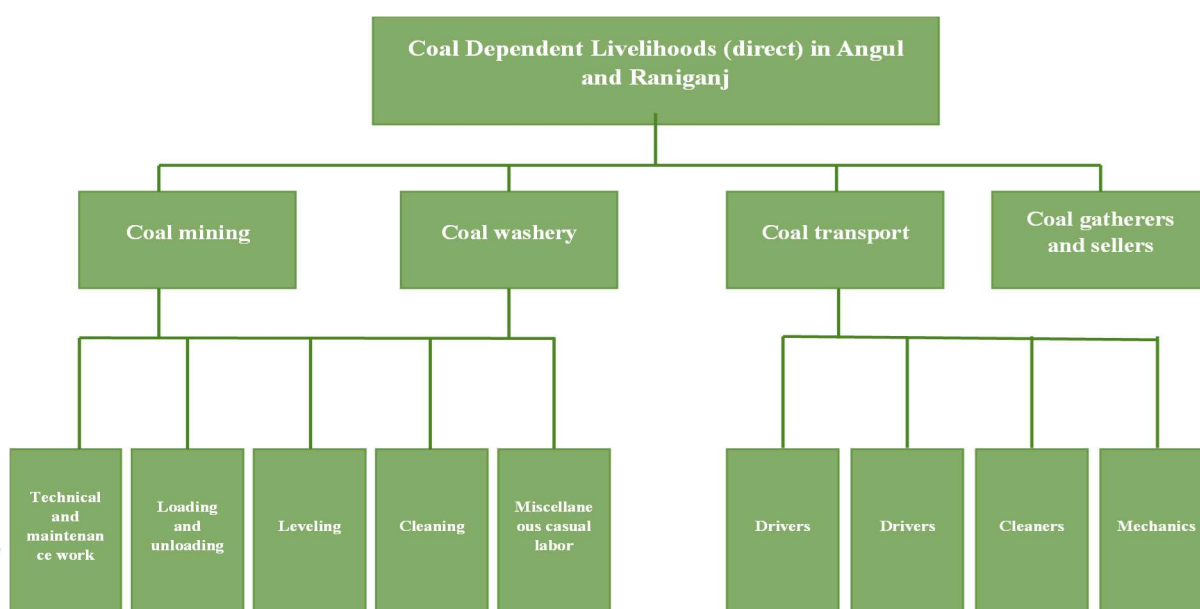 Coal Dependent Livelihoods (direct) in Angul
and Raniganj
Coal mining
Coal washery
Coal transport
Coal gatherers
and sellers
Technical
and
maintenan
ce work
Loading
and
unloading
Leveling
Cleaning
Miscellane
ous casual
labor
Drivers
Drivers
Cleaners
Mechanics